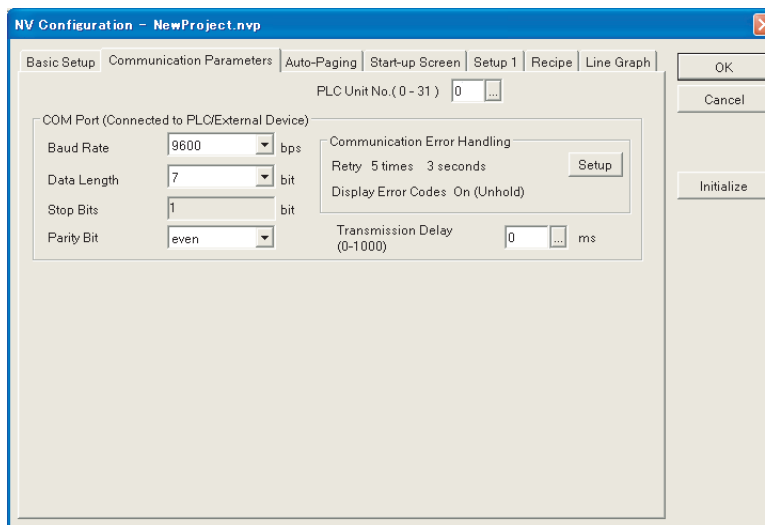 NV Configuration - NewProject.nvp
Basic Setup Communication Parameters Auto-Paging Start-up Screen Setup 1 Recipe Line Graph
OK
Cancel
Initialize
PLC Unit No.( 0 - 31 ) 0 ...
COM Port (Connected to PLC/External Device)
Baud Rate 9600 bps
Data Length 7 bit
Stop Bits 1 bit
Parity Bit even
Communication Error Handling
Retry 5 times 3 seconds Setup
Display Error Codes On (Unhold)
Transmission Delay 0 ... ms
(0-1000)